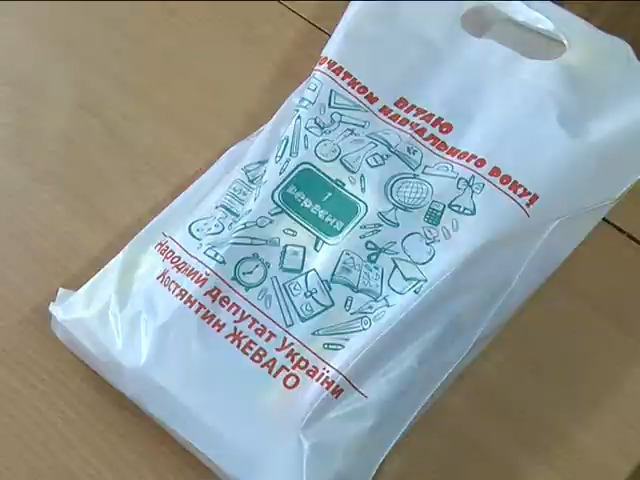 ВІТАЮ
ПОЧАТКОМ НАВЧАЛЬНОГО РОКУ!
1
вересня
Народний депутат України
Костянтин ЖЕВАГО